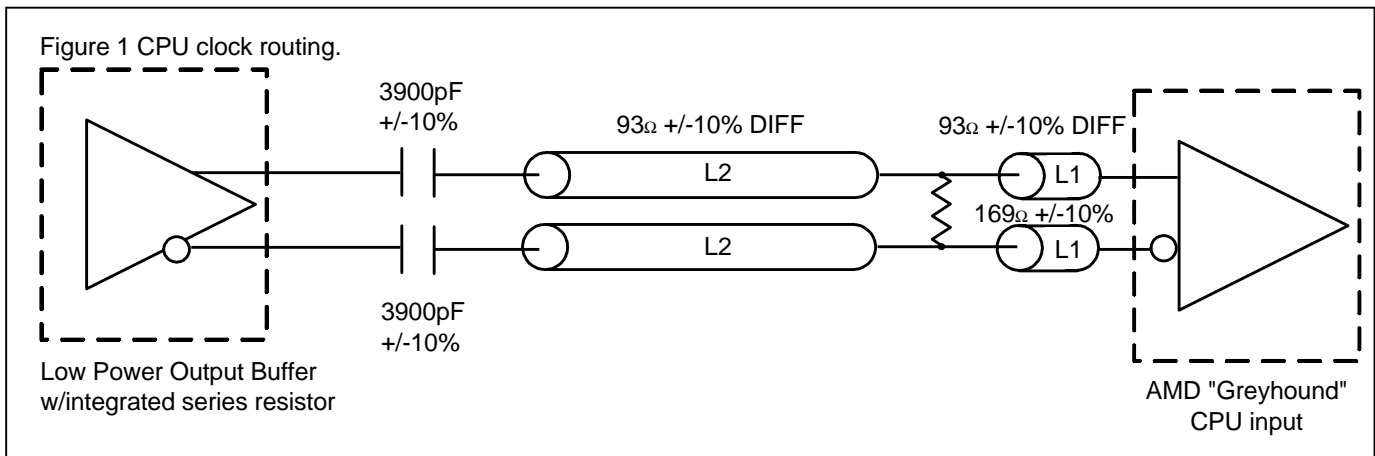 Figure 1 CPU clock routing.
3900pF
+/-10%
93Ω +/-10% DIFF
93Ω +/-10% DIFF
L2
L1
169Ω +/-10%
L2
L1
3900pF
+/-10%
Low Power Output Buffer
w/integrated series resistor
AMD "Greyhound"
CPU input